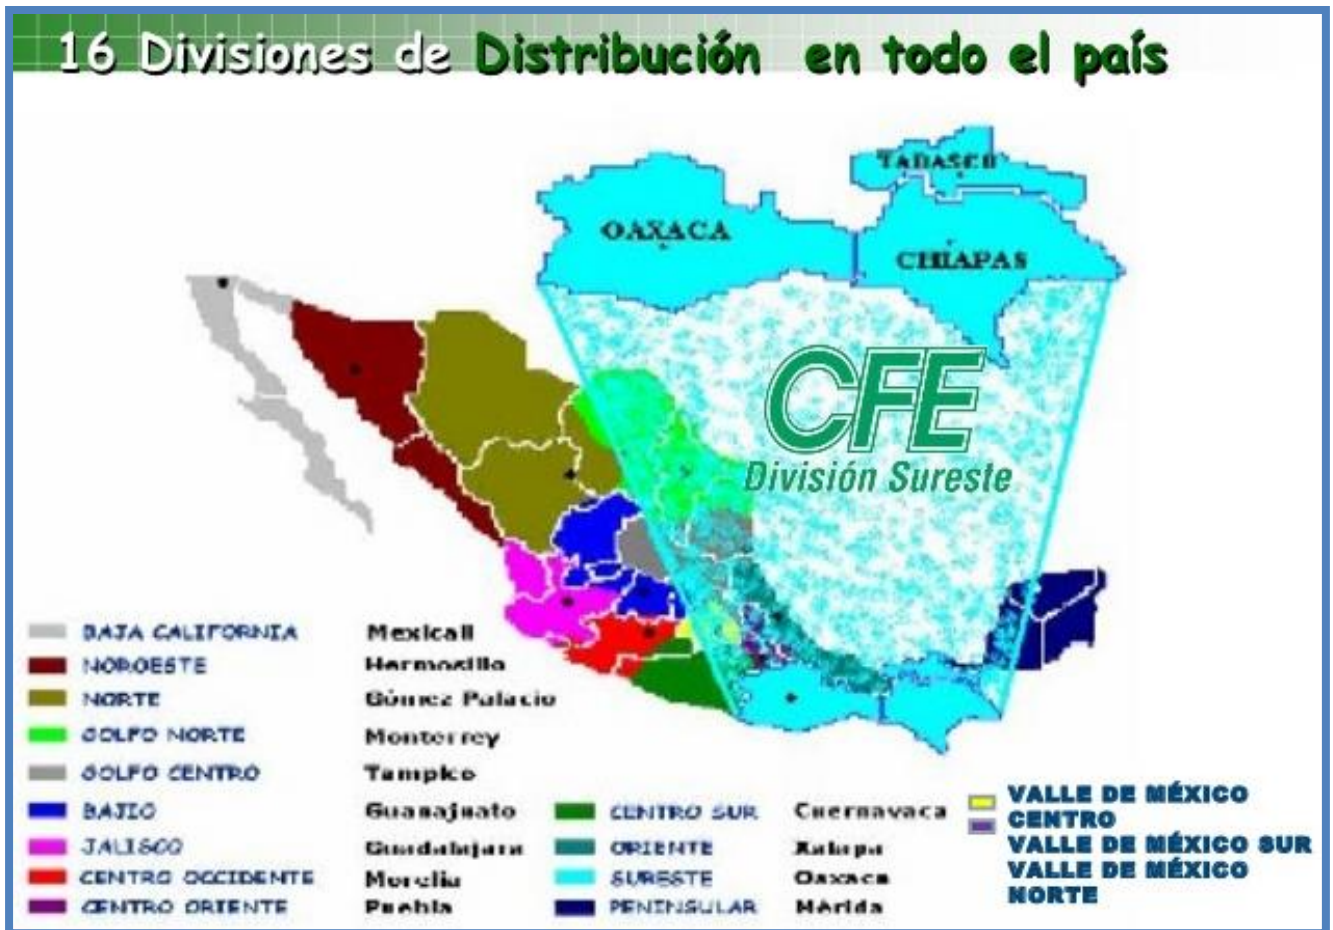 16 Divisiones de Distribución en todo el país
TABASCO
OAXACA
CHIAPAS
CFE
División Sureste
BAJA CALIFORNIA Mexicali
NOROESTE Hermosillo
NORTE Gómez Palacio
GOLFO NORTE Monterrey
GOLFO CENTRO Tampico
BAJIO Guanajuato
JALISCO Guadalajara
CENTRO OCCIDENTE Morelia
CENTRO ORIENTE Puebla
CENTRO SUR Cuernavaca
ORIENTE Xalapa
SURESTE Oaxaca
PENINSULAR Mérida
VALLE DE MÉXICO
CENTRO
VALLE DE MÉXICO SUR
VALLE DE MÉXICO
NORTE